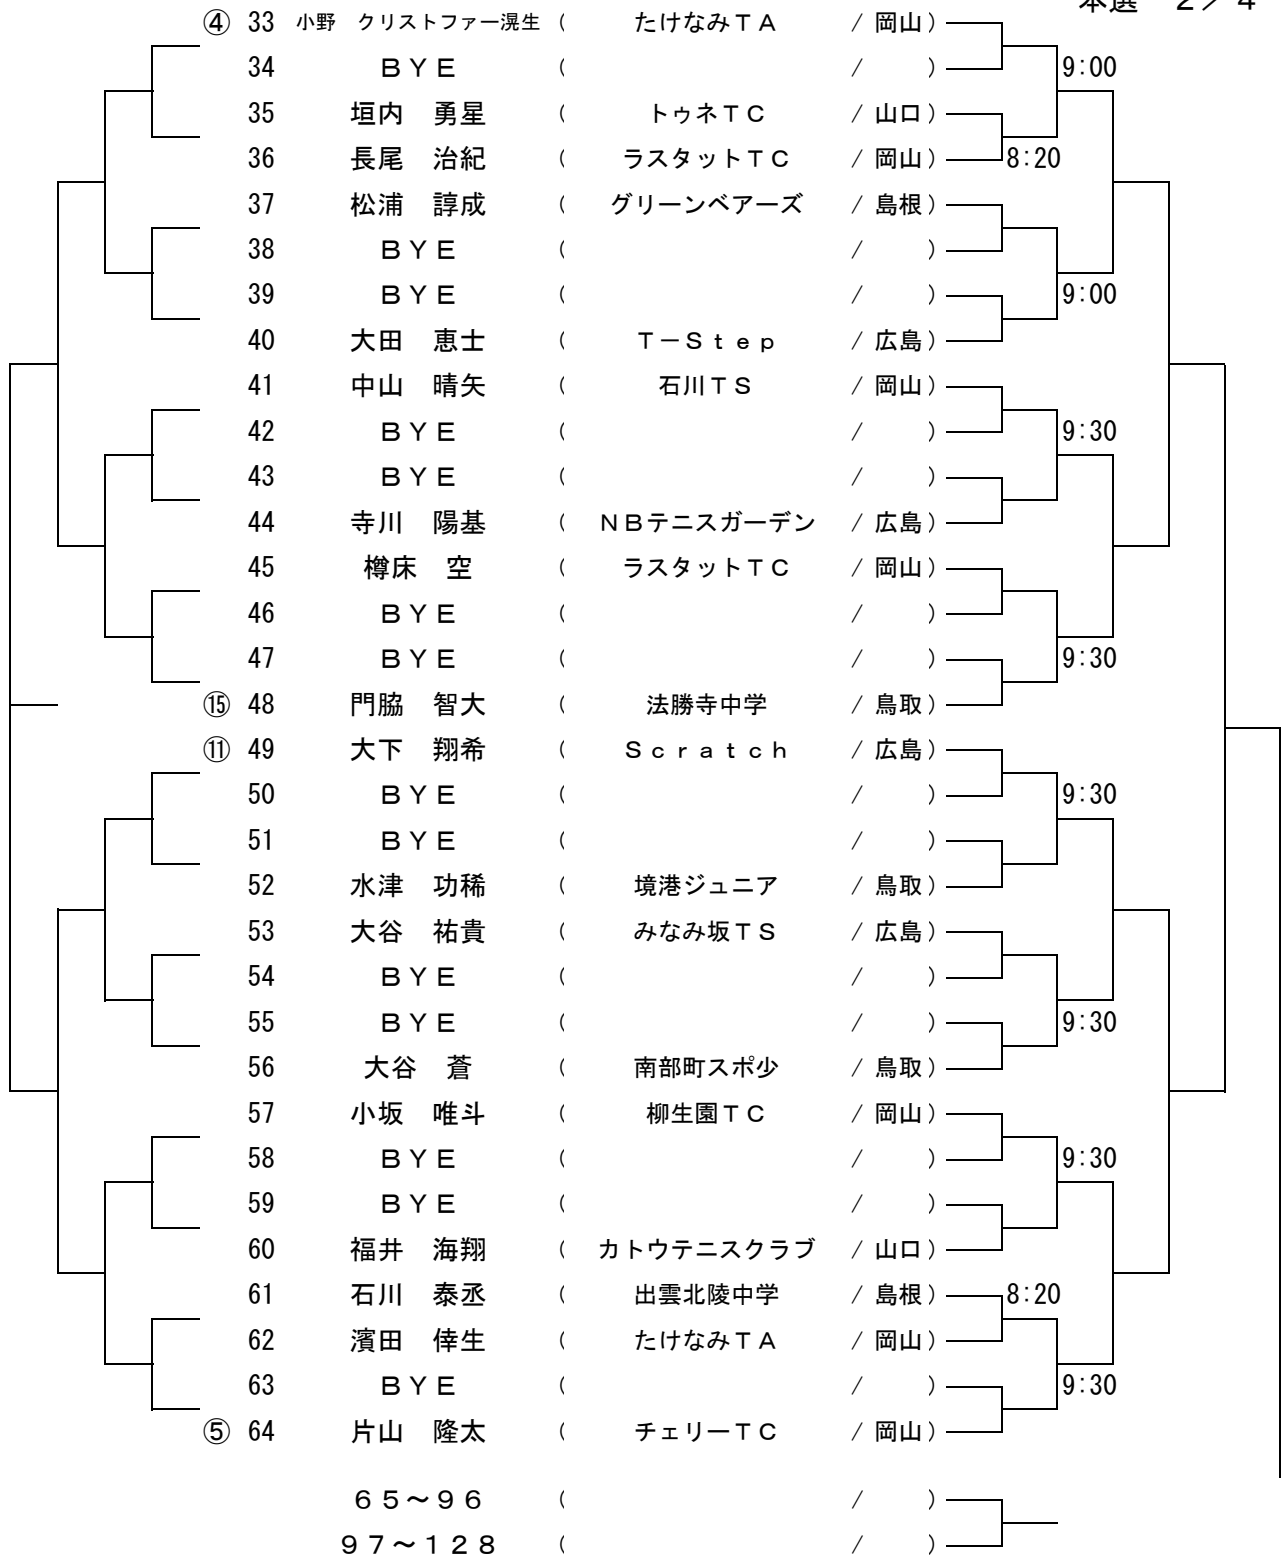 本選　２／４
④ 33 小野　クリストファー滉生 ( たけなみＴＡ / 岡山 )
34 ＢＹＥ ( / ) 9:00
35 垣内　勇星 ( トゥネＴＣ / 山口 )
36 長尾　治紀 ( ラスタットＴＣ / 岡山 ) 8:20
37 松浦　諄成 ( グリーンベアーズ / 島根 )
38 ＢＹＥ ( / )
39 ＢＹＥ ( / ) 9:00
40 大田　恵士 ( Ｔ－Ｓｔｅｐ / 広島 )
41 中山　晴矢 ( 石川ＴＳ / 岡山 )
42 ＢＹＥ ( / ) 9:30
43 ＢＹＥ ( / )
44 寺川　陽基 ( ＮＢテニスガーデン / 広島 )
45 樽床　空 ( ラスタットＴＣ / 岡山 )
46 ＢＹＥ ( / )
47 ＢＹＥ ( / ) 9:30
⑮ 48 門脇　智大 ( 法勝寺中学 / 鳥取 )
⑪ 49 大下　翔希 ( Ｓｃｒａｔｃｈ / 広島 )
50 ＢＹＥ ( / ) 9:30
51 ＢＹＥ ( / )
52 水津　功稀 ( 境港ジュニア / 鳥取 )
53 大谷　祐貴 ( みなみ坂ＴＳ / 広島 )
54 ＢＹＥ ( / )
55 ＢＹＥ ( / ) 9:30
56 大谷　蒼 ( 南部町スポ少 / 鳥取 )
57 小坂　唯斗 ( 柳生園ＴＣ / 岡山 )
58 ＢＹＥ ( / ) 9:30
59 ＢＹＥ ( / )
60 福井　海翔 ( カトウテニスクラブ / 山口 )
61 石川　泰丞 ( 出雲北陵中学 / 島根 ) 8:20
62 濱田　倖生 ( たけなみＴＡ / 岡山 )
63 ＢＹＥ ( / ) 9:30
⑤ 64 片山　隆太 ( チェリーＴＣ / 岡山 )
６５～９６ ( / )
９７～１２８ ( / )